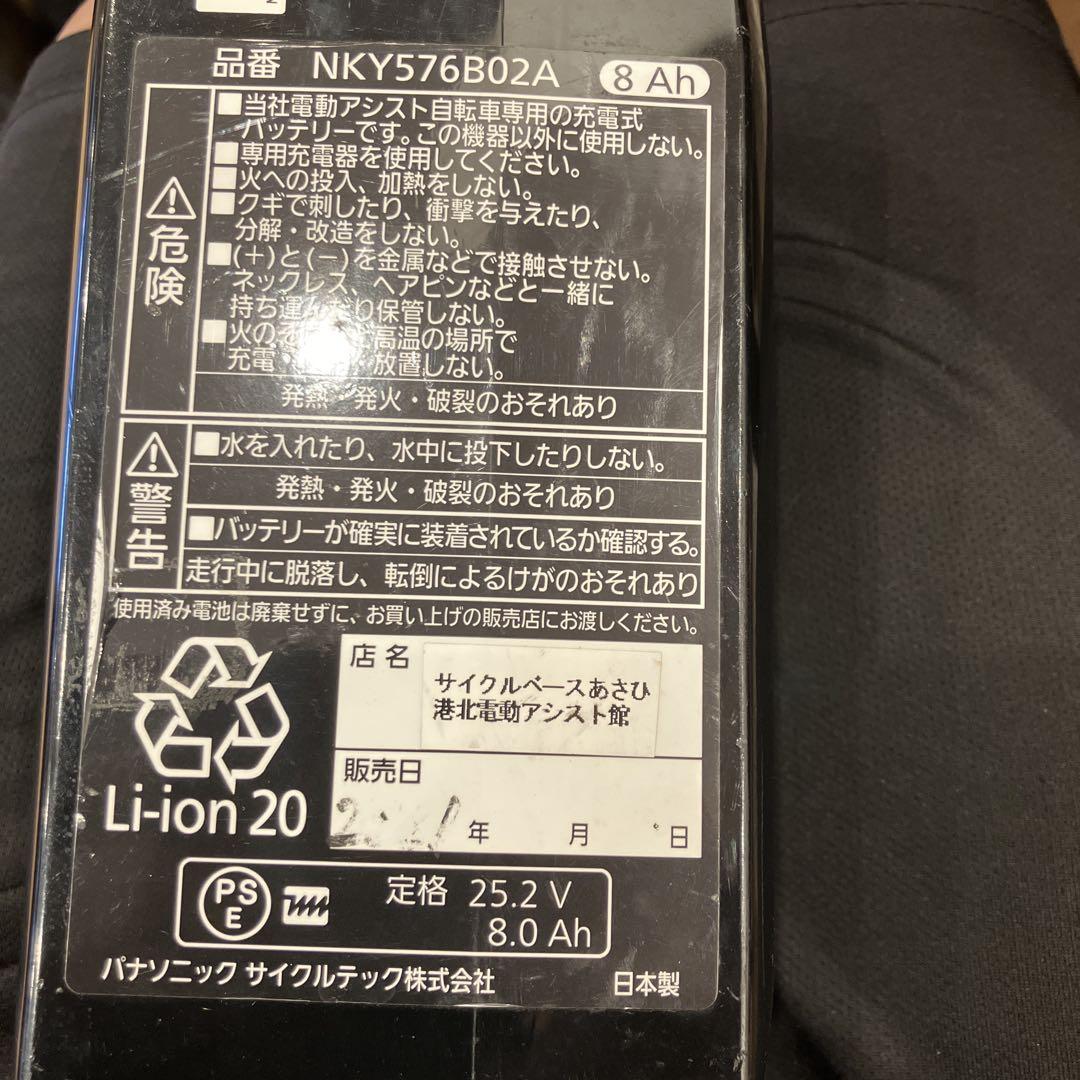 品番 NKY576B02A 8 Ah
■当社電動アシスト自転車専用の充電式
バッテリーです。この機器以外に使用しない。
■専用充電器を使用してください。
■火への投入、加熱をしない。
■クギで刺したり、衝撃を与えたり、
分解・改造をしない。
■(+)と(-)を金属などで接触させない。
ネックレス、ヘアピンなどと一緒に
持ち運んだり保管しない。
■火のそ 高温の場所で
充電・ 放置しない。
発熱・発火・破裂のおそれあり
⚠危険
■水を入れたり、水中に投下したりしない。
発熱・発火・破裂のおそれあり
⚠警告
■バッテリーが確実に装着されているか確認する。
走行中に脱落し、転倒によるけがのおそれあり
使用済み電池は廃棄せずに、お買い上げの販売店にお渡しください。
店名
サイクルベースあさひ
港北電動アシスト館
販売日
年 月 日
Li-ion 20
PS
E
定格 25.2 V
8.0 Ah
パナソニック サイクルテック株式会社 日本製